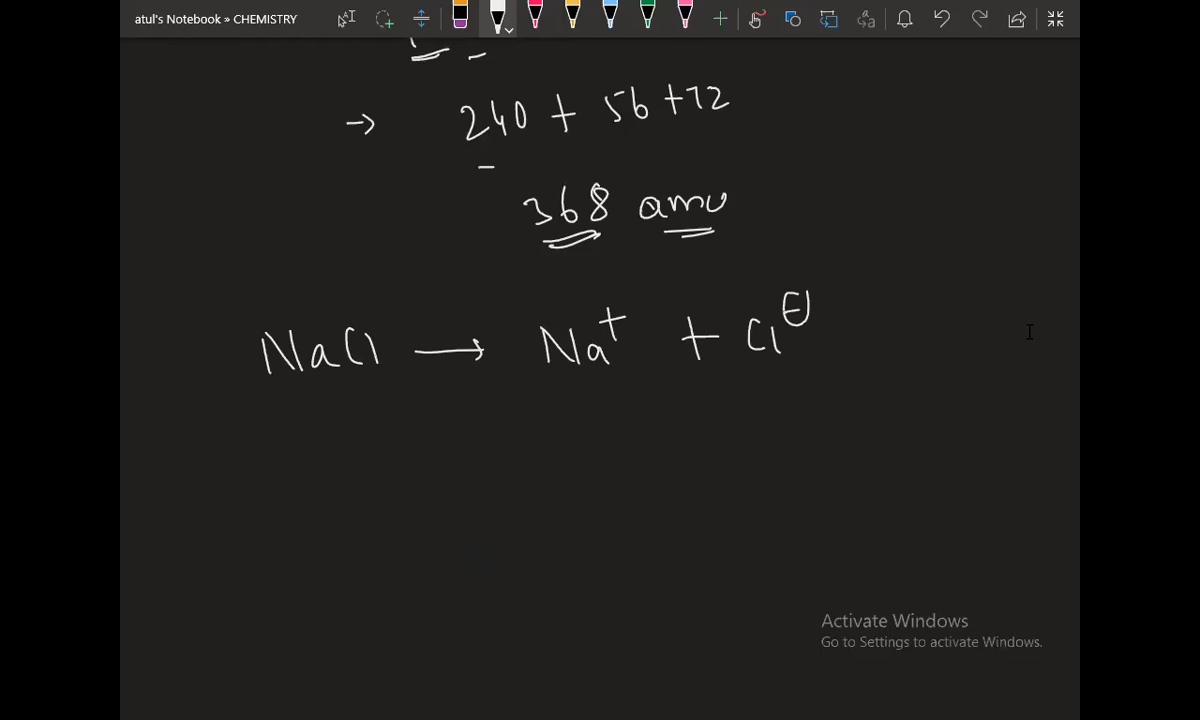 atul's Notebook » CHEMISTRY
→ 240 + 56 +72
368 amu
NaCl → Na⁺ + Cl⊖
Activate Windows
Go to Settings to activate Windows.